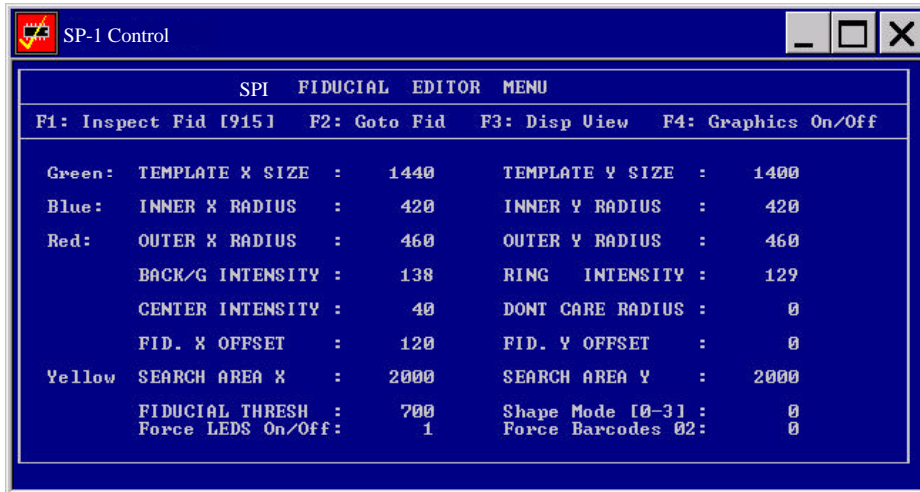 SP-1 Control
SPI FIDUCIAL EDITOR MENU
F1: Inspect Fid [915] F2: Goto Fid F3: Disp View F4: Graphics On/Off
Green: TEMPLATE X SIZE : 1440 TEMPLATE Y SIZE : 1400
Blue: INNER X RADIUS : 420 INNER Y RADIUS : 420
Red: OUTER X RADIUS : 460 OUTER Y RADIUS : 460
BACK/G INTENSITY : 138 RING INTENSITY : 129
CENTER INTENSITY : 40 DONT CARE RADIUS : 0
FID. X OFFSET : 120 FID. Y OFFSET : 0
Yellow SEARCH AREA X : 2000 SEARCH AREA Y : 2000
FIDUCIAL THRESH : 700 Shape Mode [0-3] : 0
Force LEDS On/Off: 1 Force Barcodes 02: 0